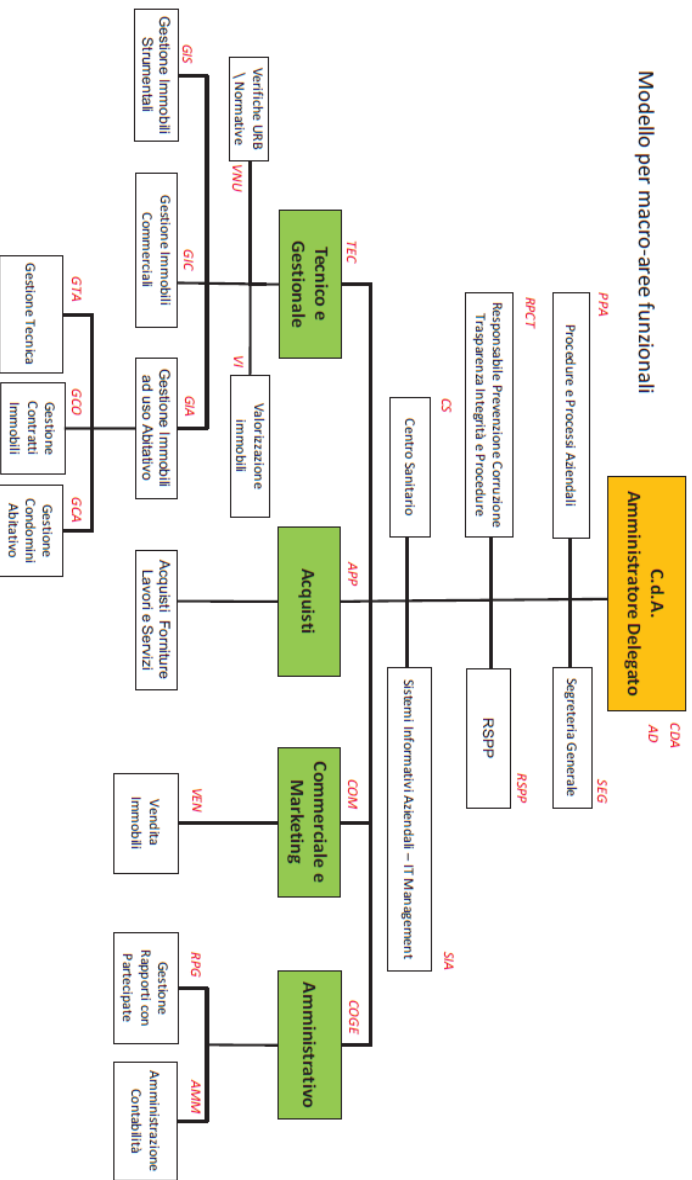 Modello per macro-aree funzionali
C.d.A.
Amministratore Delegato
CDA
AD
PPA
Procedure e Processi Aziendali
SEG
Segreteria Generale
RPCT
Responsabile Prevenzione Corruzione
Trasparenza Integrità e Procedure
RSPP
RSPP
CS
Centro Sanitario
SIA
Sistemi Informativi Aziendali – IT Management
TEC
Tecnico e
Gestionale
APP
Acquisti
COM
Commerciale e
Marketing
COGE
Amministrativo
VNU
Verifiche URB
\ Normative
VI
Valorizzazione
immobili
GIS
Gestione Immobili
Strumentali
GIC
Gestione Immobili
Commerciali
GIA
Gestione Immobili
ad uso Abitativo
Acquisti Forniture
Lavori e Servizi
VEN
Vendita
Immobili
RPG
Gestione
Rapporti con
Partecipate
AMM
Amministrazione
Contabilità
GTA
Gestione Tecnica
GCO
Gestione
Contratti
Immobili
GCA
Gestione
Condomini
Abitativo